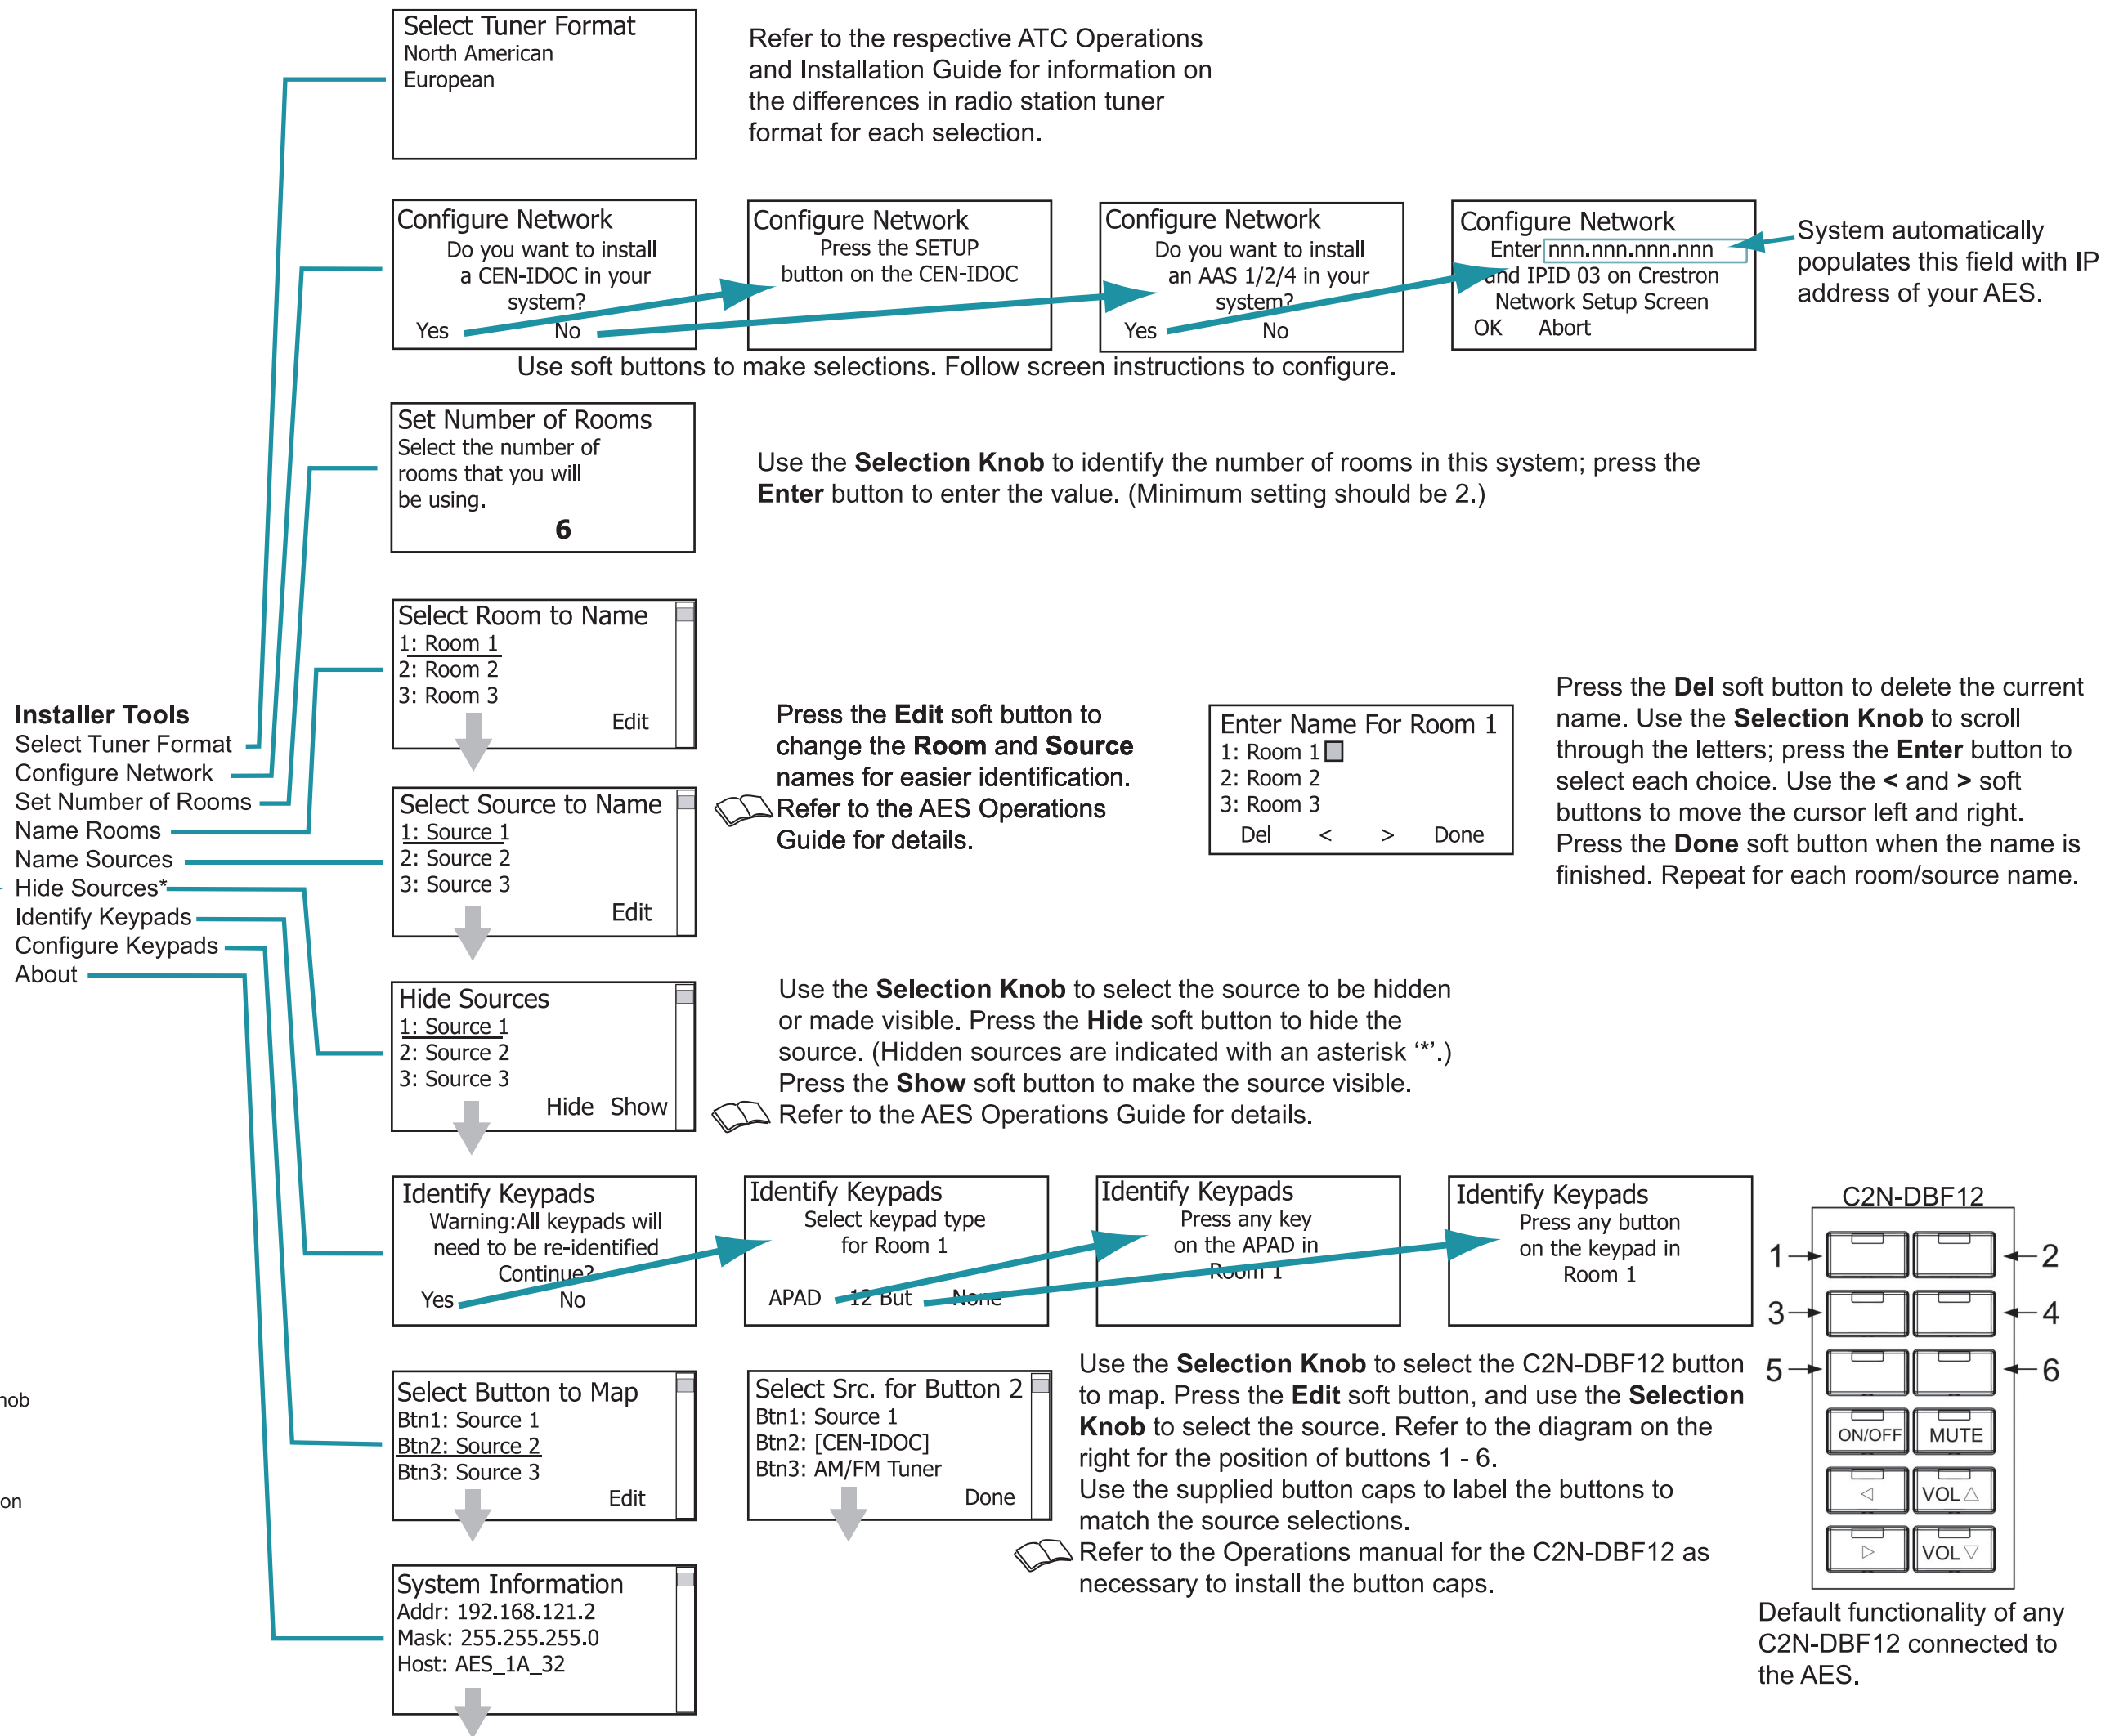 Select Tuner Format
North American
European
Refer to the respective ATC Operations
and Installation Guide for information on
the differences in radio station tuner
format for each selection.
Configure Network
Do you want to install
a CEN-IDOC in your
system?
Yes No
Configure Network
Press the SETUP
button on the CEN-IDOC
Configure Network
Do you want to install
an AAS 1/2/4 in your
system?
Yes No
Configure Network
Enter nnn.nnn.nnn.nnn
and IPID 03 on Crestron
Network Setup Screen
OK Abort
System automatically
populates this field with IP
address of your AES.
Use soft buttons to make selections. Follow screen instructions to configure.
Set Number of Rooms
Select the number of
rooms that you will
be using.
6
Use the Selection Knob to identify the number of rooms in this system; press the
Enter button to enter the value. (Minimum setting should be 2.)
Installer Tools
Select Tuner Format
Configure Network
Set Number of Rooms
Name Rooms
Name Sources
Hide Sources*
Identify Keypads
Configure Keypads
About
Select Room to Name
1: Room 1
2: Room 2
3: Room 3
Edit
Select Source to Name
1: Source 1
2: Source 2
3: Source 3
Edit
Press the Edit soft button to
change the Room and Source
names for easier identification.
Refer to the AES Operations
Guide for details.
Enter Name For Room 1
1: Room 1
2: Room 2
3: Room 3
Del < > Done
Press the Del soft button to delete the current
name. Use the Selection Knob to scroll
through the letters; press the Enter button to
select each choice. Use the < and > soft
buttons to move the cursor left and right.
Press the Done soft button when the name is
finished. Repeat for each room/source name.
Hide Sources
1: Source 1
2: Source 2
3: Source 3
Hide Show
Use the Selection Knob to select the source to be hidden
or made visible. Press the Hide soft button to hide the
source. (Hidden sources are indicated with an asterisk ‘*’.)
Press the Show soft button to make the source visible.
Refer to the AES Operations Guide for details.
Identify Keypads
Warning:All keypads will
need to be re-identified
Continue?
Yes No
Identify Keypads
Select keypad type
for Room 1
APAD 12 But None
Identify Keypads
Press any key
on the APAD in
Room 1
Identify Keypads
Press any button
on the keypad in
Room 1
C2N-DBF12
1 2
3 4
5 6
ON/OFF MUTE
◁ VOL△
▷ VOL▽
Default functionality of any
C2N-DBF12 connected to
the AES.
Select Button to Map
Btn1: Source 1
Btn2: Source 2
Btn3: Source 3
Edit
Select Src. for Button 2
Btn1: Source 1
Btn2: [CEN-IDOC]
Btn3: AM/FM Tuner
Done
Use the Selection Knob to select the C2N-DBF12 button
to map. Press the Edit soft button, and use the Selection
Knob to select the source. Refer to the diagram on the
right for the position of buttons 1 - 6.
Use the supplied button caps to label the buttons to
match the source selections.
Refer to the Operations manual for the C2N-DBF12 as
necessary to install the button caps.
System Information
Addr: 192.168.121.2
Mask: 255.255.255.0
Host: AES_1A_32